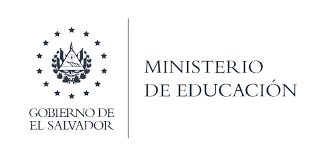 GOBIERNO DE
EL SALVADOR
MINISTERIO
DE EDUCACIÓN